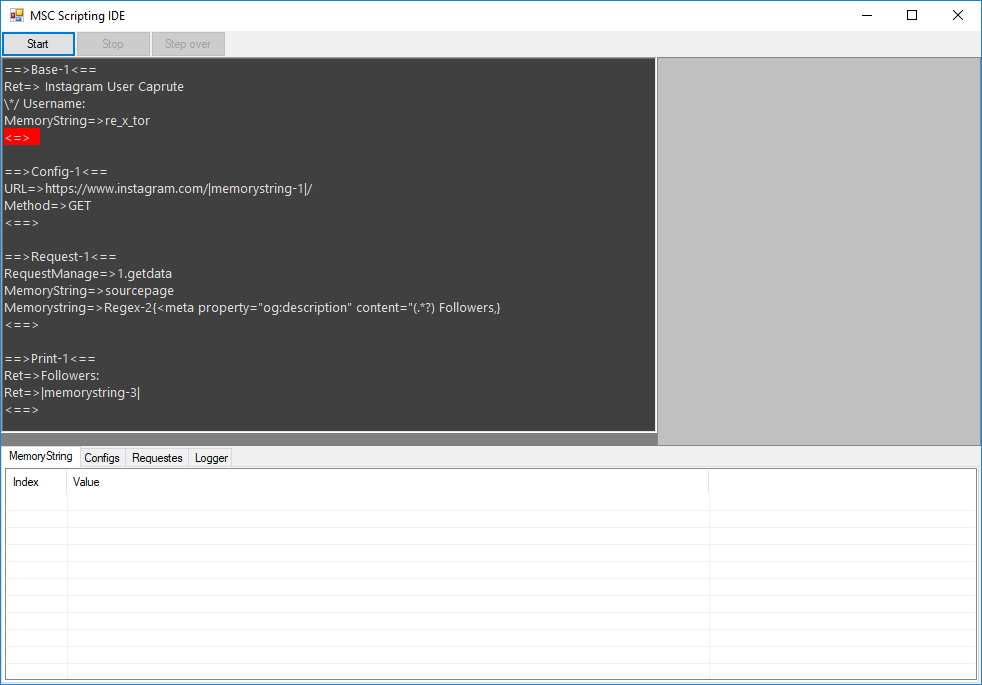 MSC Scripting IDE
Start Stop Step over
==>Base-1<==
Ret=> Instagram User Caprute
\*/ Username:
MemoryString=>re_x_tor
<=>
==>Config-1<==
URL=>https://www.instagram.com/|memorystring-1|/
Method=>GET
<==>
==>Request-1<==
RequestManage=>1.getdata
MemoryString=>sourcepage
Memorystring=>Regex-2{<meta property="og:description" content="(.*?) Followers,}
<==>
==>Print-1<==
Ret=>Followers:
Ret=>|memorystring-3|
<==>
MemoryString Configs Requestes Logger
Index Value